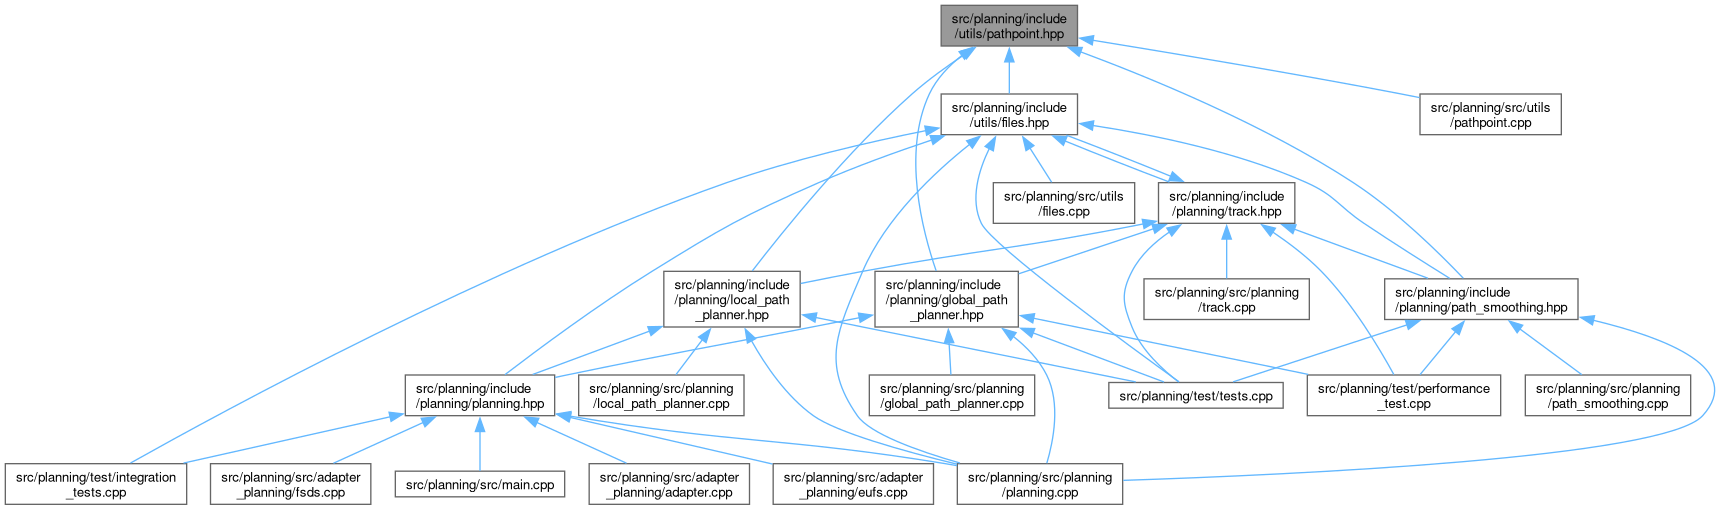 src/planning/include
/utils/pathpoint.hpp
src/planning/include
/utils/files.hpp
src/planning/src/utils
/pathpoint.cpp
src/planning/src/utils
/files.cpp
src/planning/include
/planning/track.hpp
src/planning/include
/planning/local_path
_planner.hpp
src/planning/include
/planning/global_path
_planner.hpp
src/planning/src/planning
/track.cpp
src/planning/include
/planning/path_smoothing.hpp
src/planning/include
/planning/planning.hpp
src/planning/src/planning
/local_path_planner.cpp
src/planning/src/planning
/global_path_planner.cpp
src/planning/test/tests.cpp
src/planning/test/performance
_test.cpp
src/planning/src/planning
/path_smoothing.cpp
src/planning/test/integration
_tests.cpp
src/planning/src/adapter
_planning/fsds.cpp
src/planning/src/main.cpp
src/planning/src/adapter
_planning/adapter.cpp
src/planning/src/adapter
_planning/eufs.cpp
src/planning/src/planning
/planning.cpp